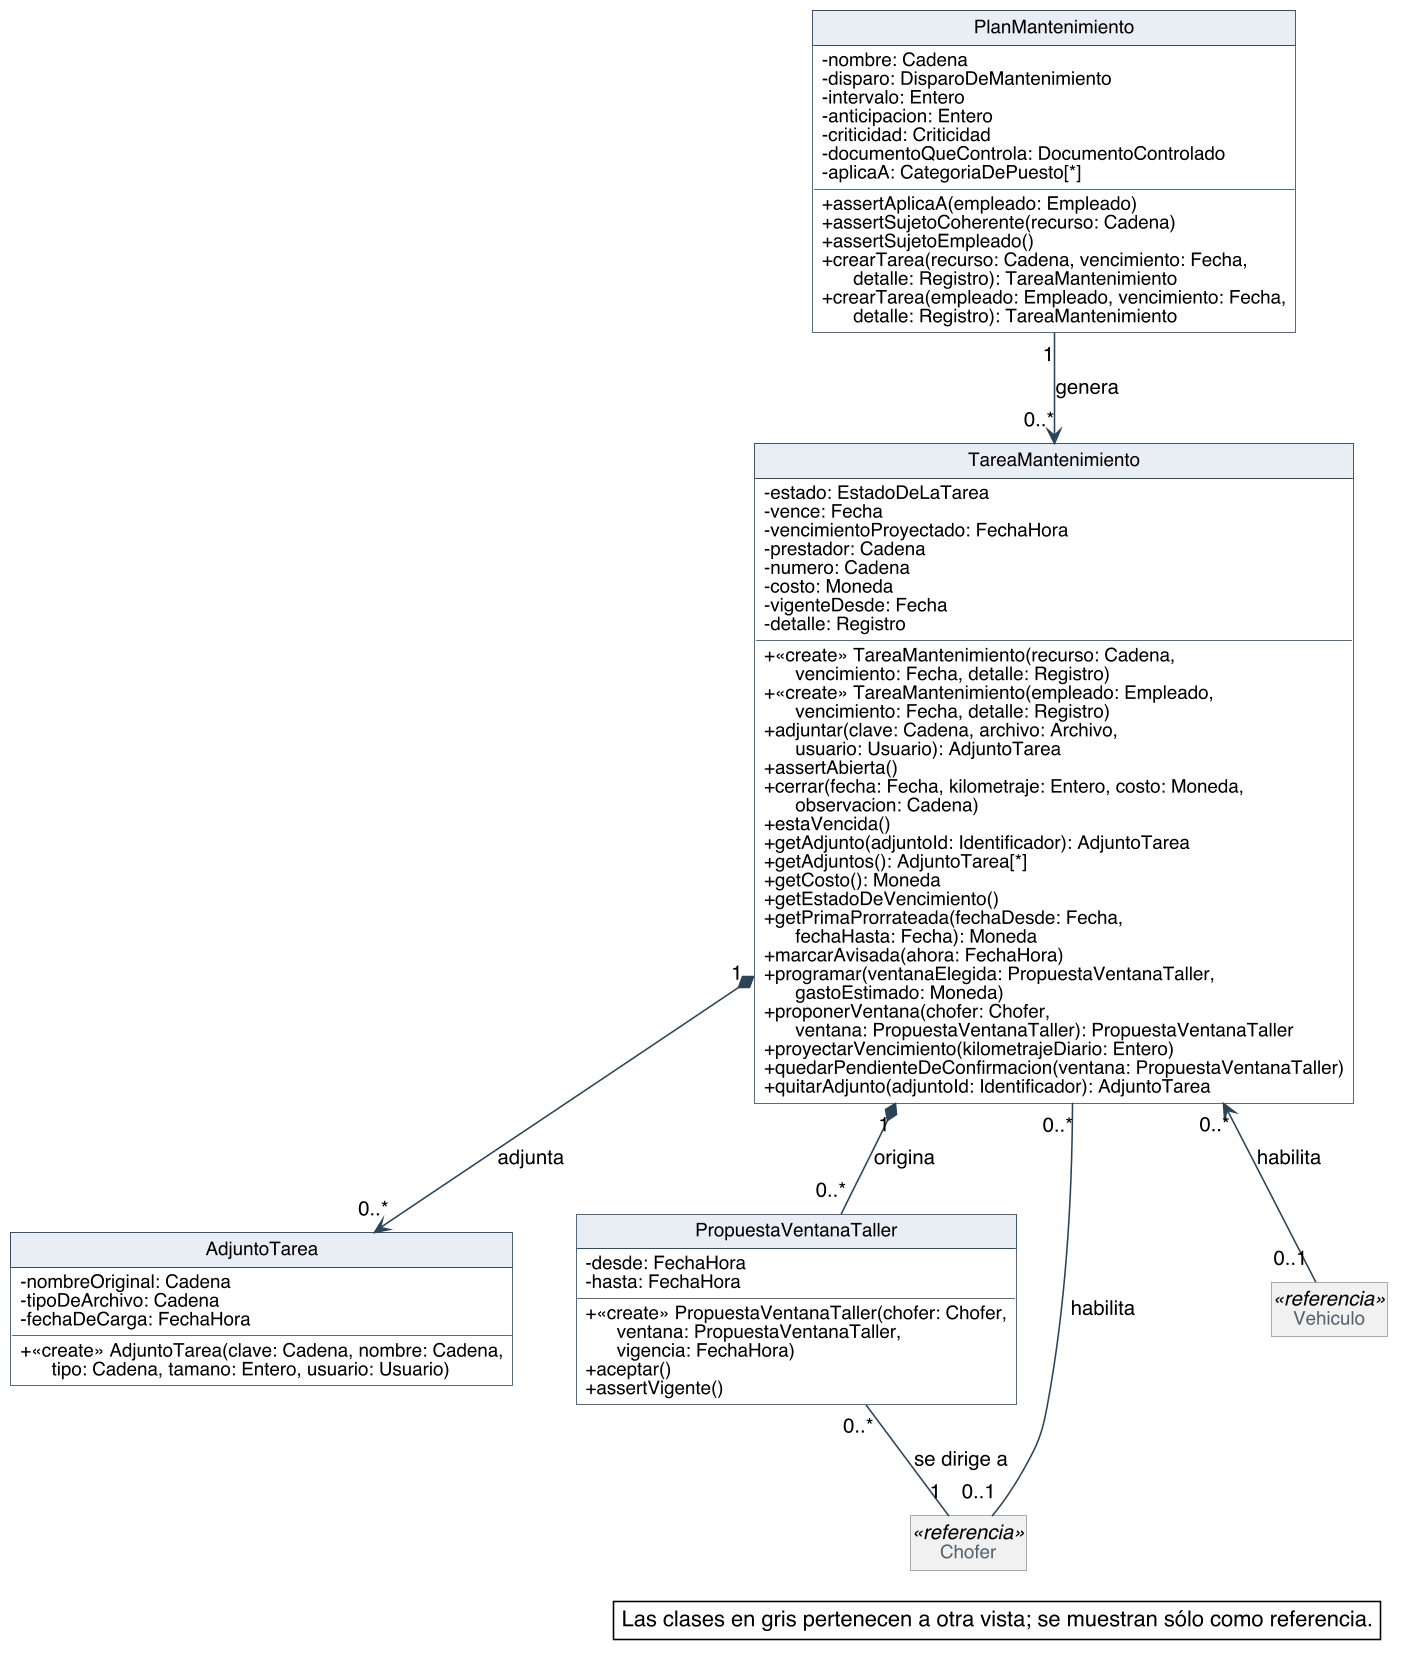 PlanMantenimiento
-nombre: Cadena
-disparo: DisparoDeMantenimiento
-intervalo: Entero
-anticipacion: Entero
-criticidad: Criticidad
-documentoQueControla: DocumentoControlado
-aplicaA: CategoriaDePuesto[*]
+assertAplicaA(empleado: Empleado)
+assertSujetoCoherente(recurso: Cadena)
+assertSujetoEmpleado()
+crearTarea(recurso: Cadena, vencimiento: Fecha,
detalle: Registro): TareaMantenimiento
+crearTarea(empleado: Empleado, vencimiento: Fecha,
detalle: Registro): TareaMantenimiento
1
genera
0..*
TareaMantenimiento
-estado: EstadoDeLaTarea
-vence: Fecha
-vencimientoProyectado: FechaHora
-prestador: Cadena
-numero: Cadena
-costo: Moneda
-vigenteDesde: Fecha
-detalle: Registro
+«create» TareaMantenimiento(recurso: Cadena,
vencimiento: Fecha, detalle: Registro)
+«create» TareaMantenimiento(empleado: Empleado,
vencimiento: Fecha, detalle: Registro)
+adjuntar(clave: Cadena, archivo: Archivo,
usuario: Usuario): AdjuntoTarea
+assertAbierta()
+cerrar(fecha: Fecha, kilometraje: Entero, costo: Moneda,
observacion: Cadena)
+estaVencida()
+getAdjunto(adjuntoId: Identificador): AdjuntoTarea
+getAdjuntos(): AdjuntoTarea[*]
+getCosto(): Moneda
+getEstadoDeVencimiento()
+getPrimaProrrateada(fechaDesde: Fecha,
fechaHasta: Fecha): Moneda
+marcarAvisada(ahora: FechaHora)
+programar(ventanaElegida: PropuestaVentanaTaller,
gastoEstimado: Moneda)
+proponerVentana(chofer: Chofer,
ventana: PropuestaVentanaTaller): PropuestaVentanaTaller
+proyectarVencimiento(kilometrajeDiario: Entero)
+quedarPendienteDeConfirmacion(ventana: PropuestaVentanaTaller)
+quitarAdjunto(adjuntoId: Identificador): AdjuntoTarea
1
adjunta
0..*
1
origina
0..*
0..*
habilita
0..1
0..*
habilita
0..1
AdjuntoTarea
-nombreOriginal: Cadena
-tipoDeArchivo: Cadena
-fechaDeCarga: FechaHora
+«create» AdjuntoTarea(clave: Cadena, nombre: Cadena,
tipo: Cadena, tamano: Entero, usuario: Usuario)
PropuestaVentanaTaller
-desde: FechaHora
-hasta: FechaHora
+«create» PropuestaVentanaTaller(chofer: Chofer,
ventana: PropuestaVentanaTaller,
vigencia: FechaHora)
+aceptar()
+assertVigente()
«referencia»
Vehiculo
0..*
se dirige a
1
«referencia»
Chofer
Las clases en gris pertenecen a otra vista; se muestran sólo como referencia.